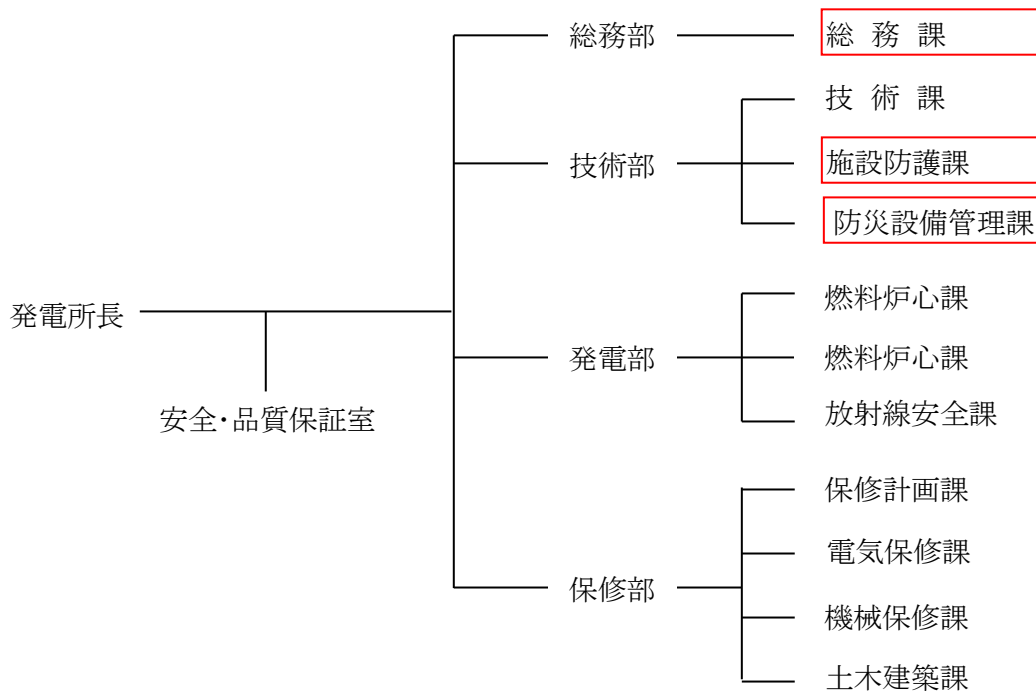 総務部
総 務 課
技術部
技 術 課
施設防護課
防災設備管理課
発電所長
安全・品質保証室
発電部
燃料炉心課
燃料炉心課
放射線安全課
保修部
保修計画課
電気保修課
機械保修課
土木建築課